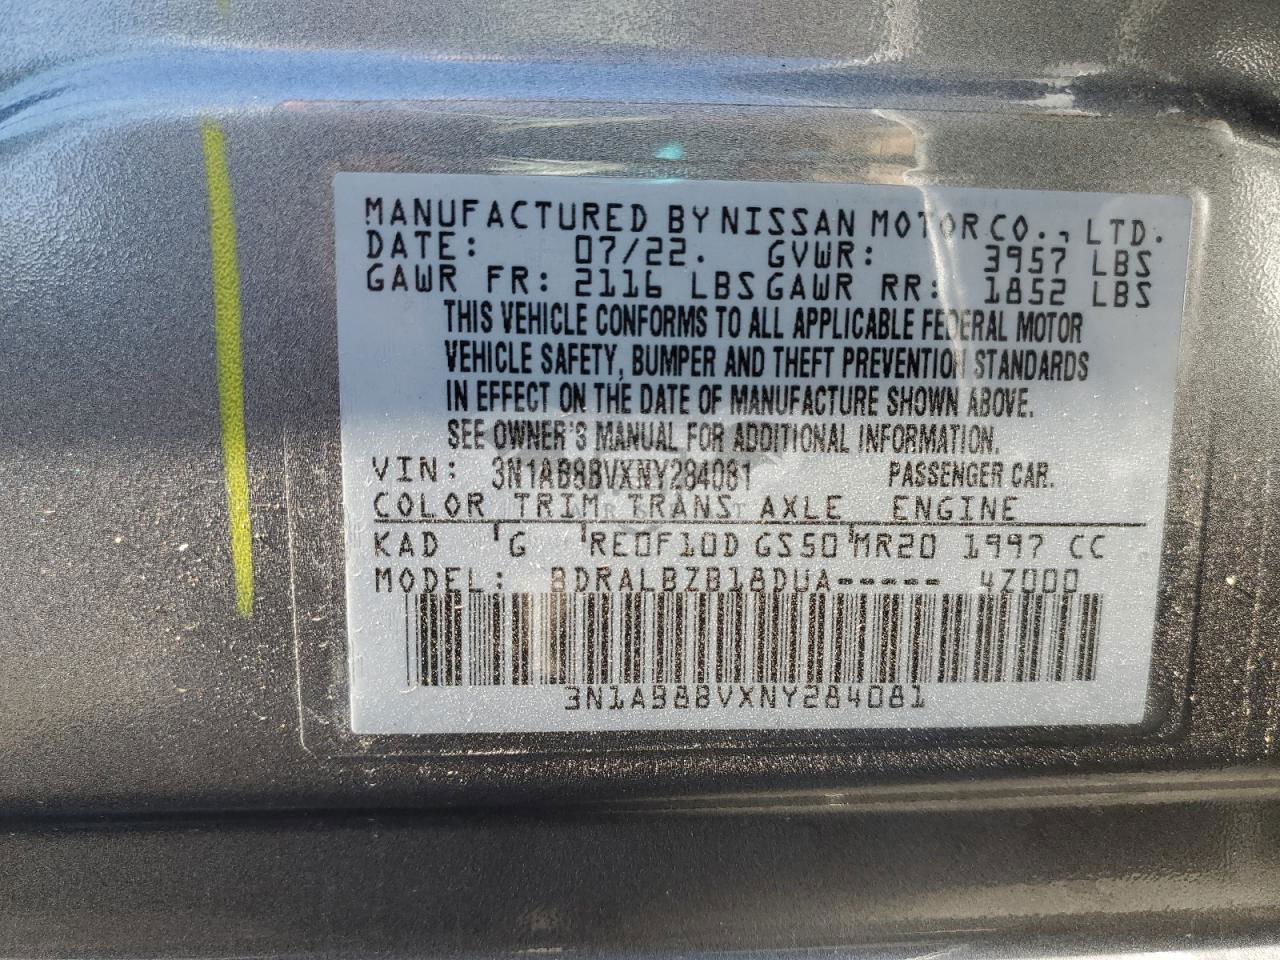 MANUFACTURED BY NISSAN MOTOR CO., LTD.
DATE: 07/22. GVWR: 3957 LBS
GAWR FR: 2116 LBS GAWR RR: 1852 LBS
THIS VEHICLE CONFORMS TO ALL APPLICABLE FEDERAL MOTOR
VEHICLE SAFETY, BUMPER AND THEFT PREVENTION STANDARDS
IN EFFECT ON THE DATE OF MANUFACTURE SHOWN ABOVE.
SEE OWNER'S MANUAL FOR ADDITIONAL INFORMATION.
VIN: 3N1AB8BVXNY284081 PASSENGER CAR.
COLOR TRIM TRANS AXLE ENGINE
KAD G RE0F10D GS50 MR20 1997 CC
MODEL: BDRALBZB18DUA----- 4Z000
3N1AB8BVXNY284081